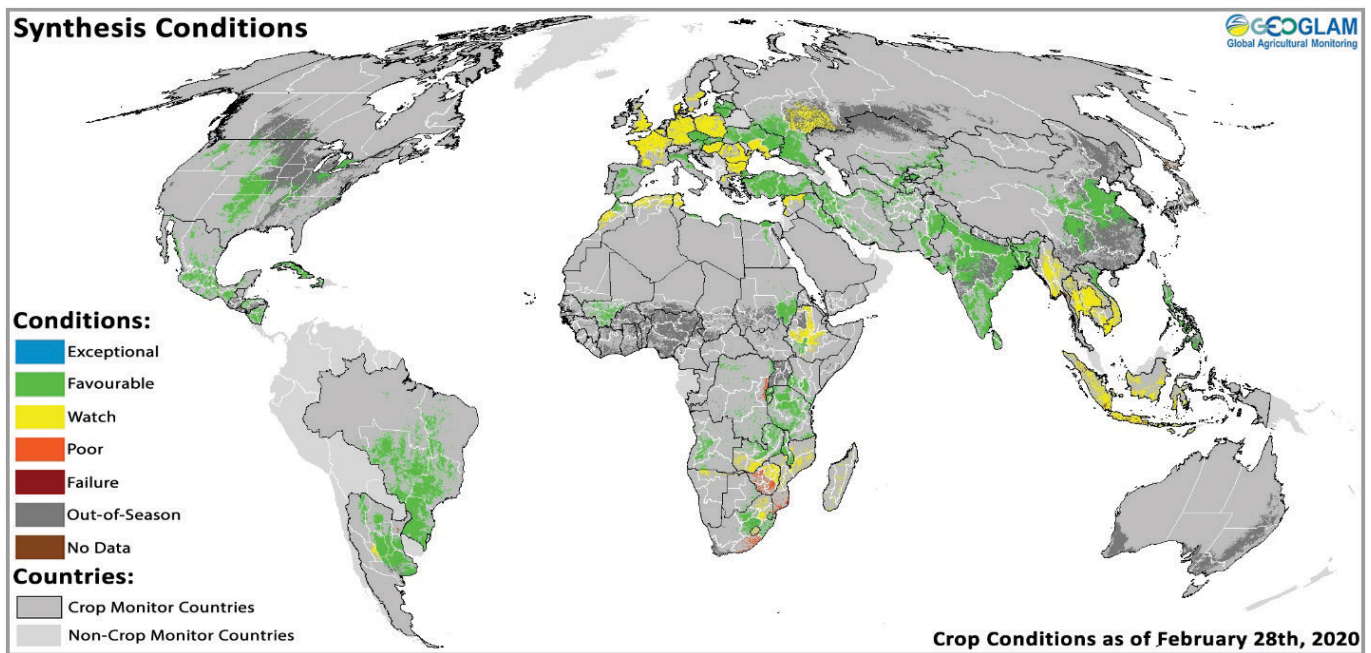 Synthesis Conditions
GEOGLAM
Global Agricultural Monitoring
Conditions:
Exceptional
Favourable
Watch
Poor
Failure
Out-of-Season
No Data
Countries:
Crop Monitor Countries
Non-Crop Monitor Countries
Crop Conditions as of February 28th, 2020